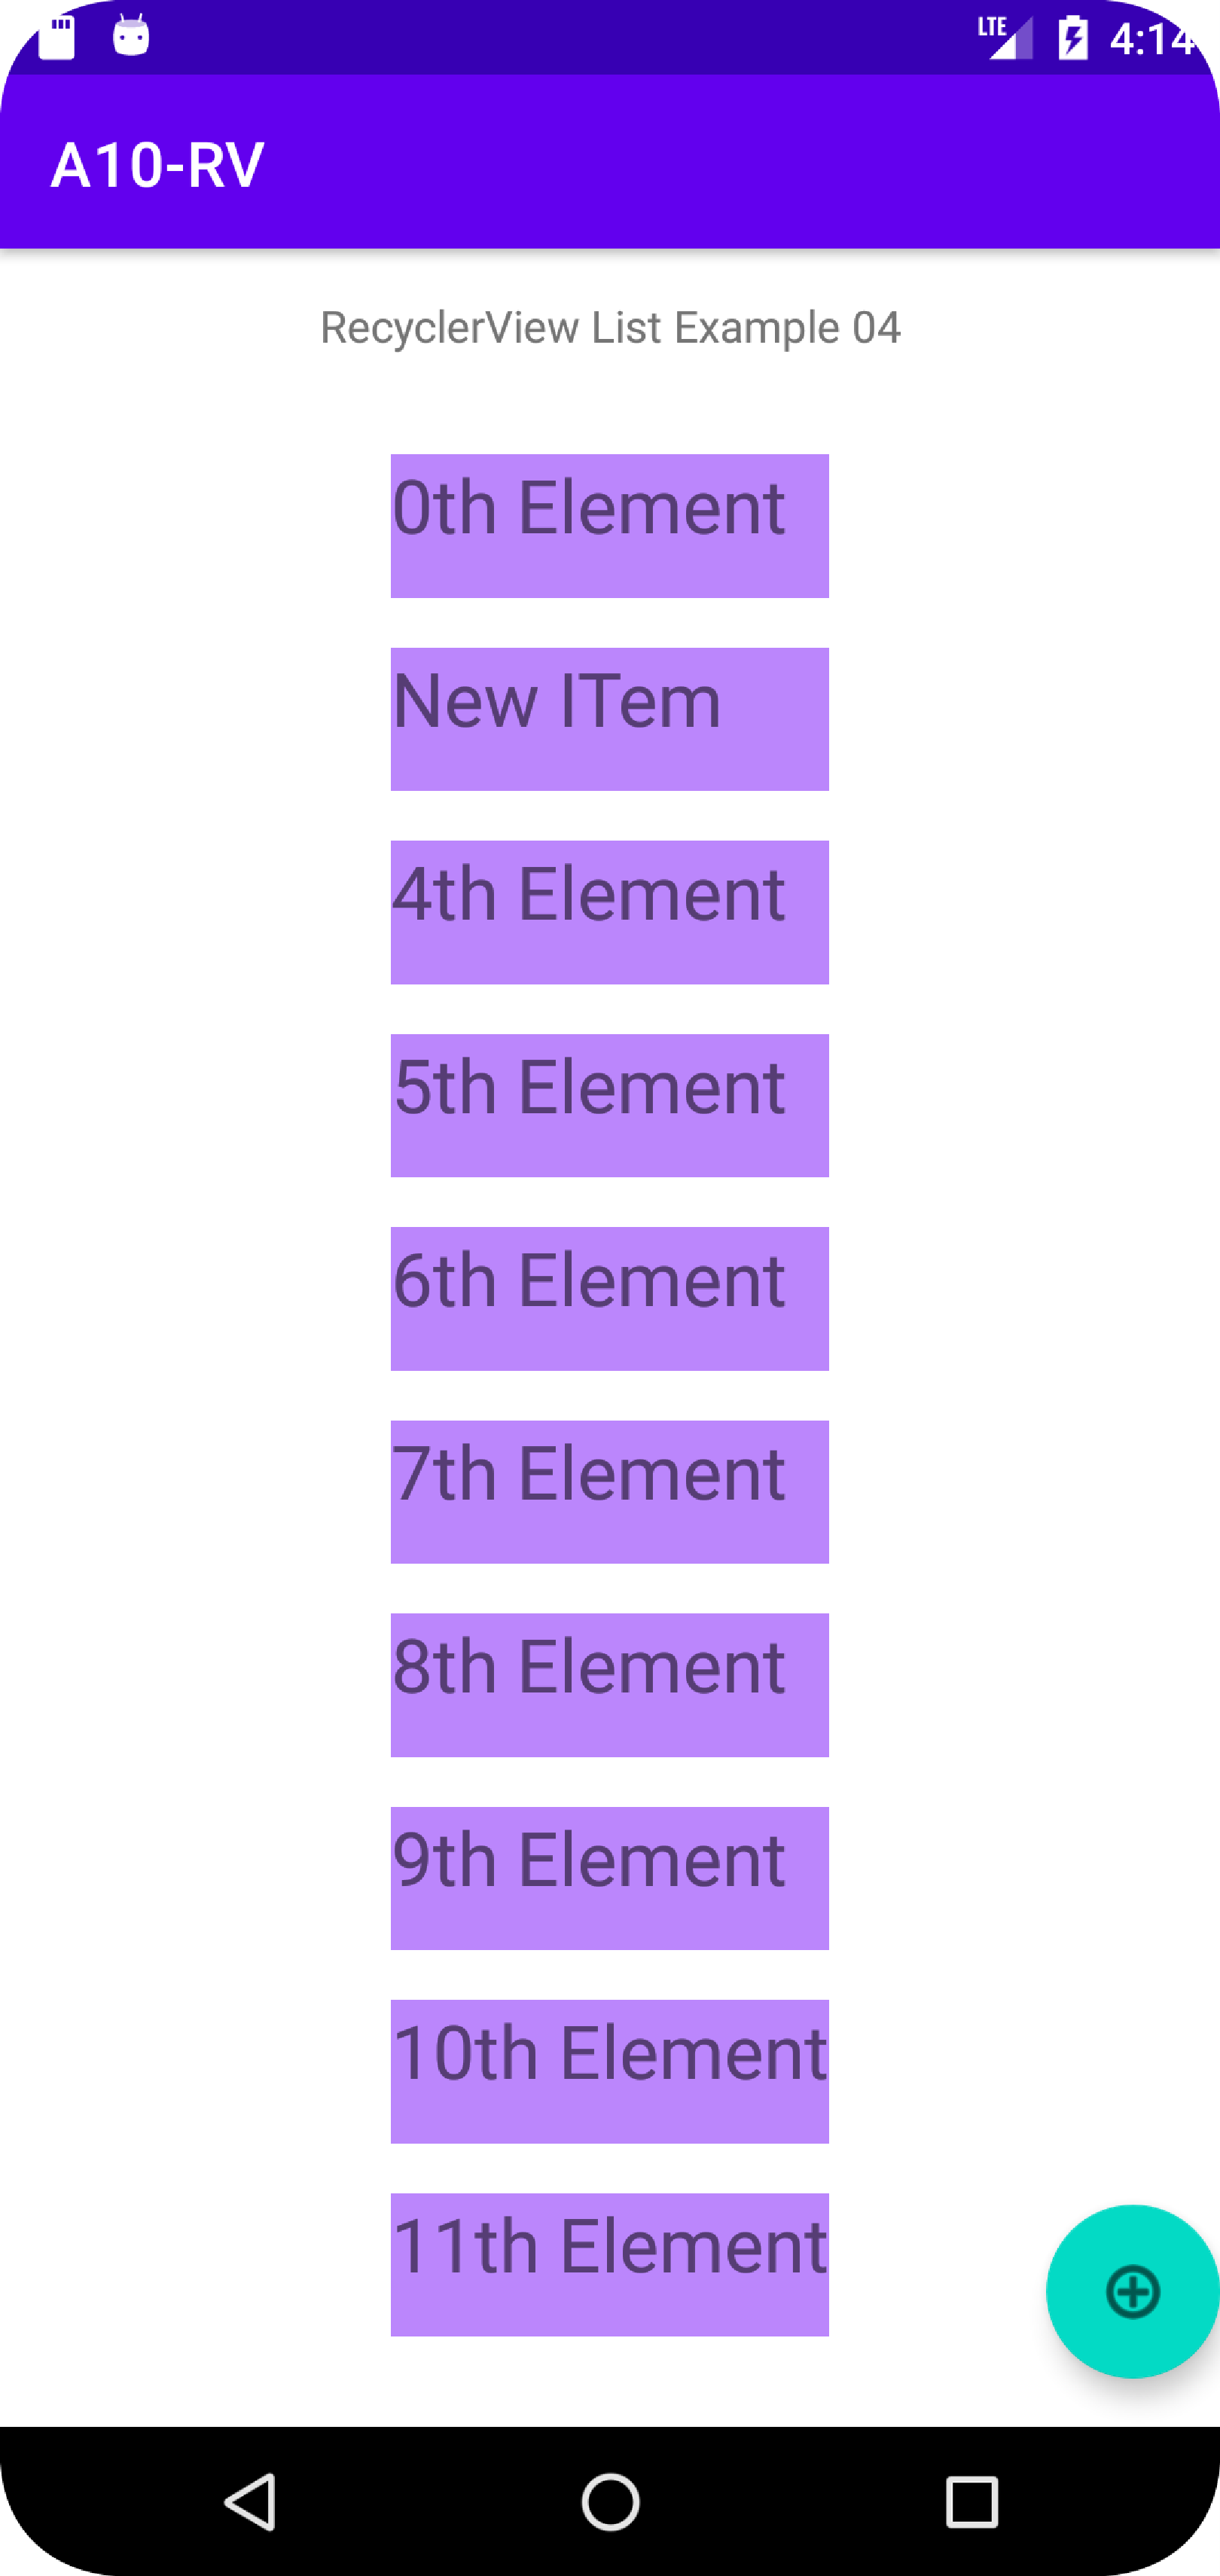 LTE 4:14
A10-RV
RecyclerView List Example 04
0th Element
New ITem
4th Element
5th Element
6th Element
7th Element
8th Element
9th Element
10th Element
11th Element